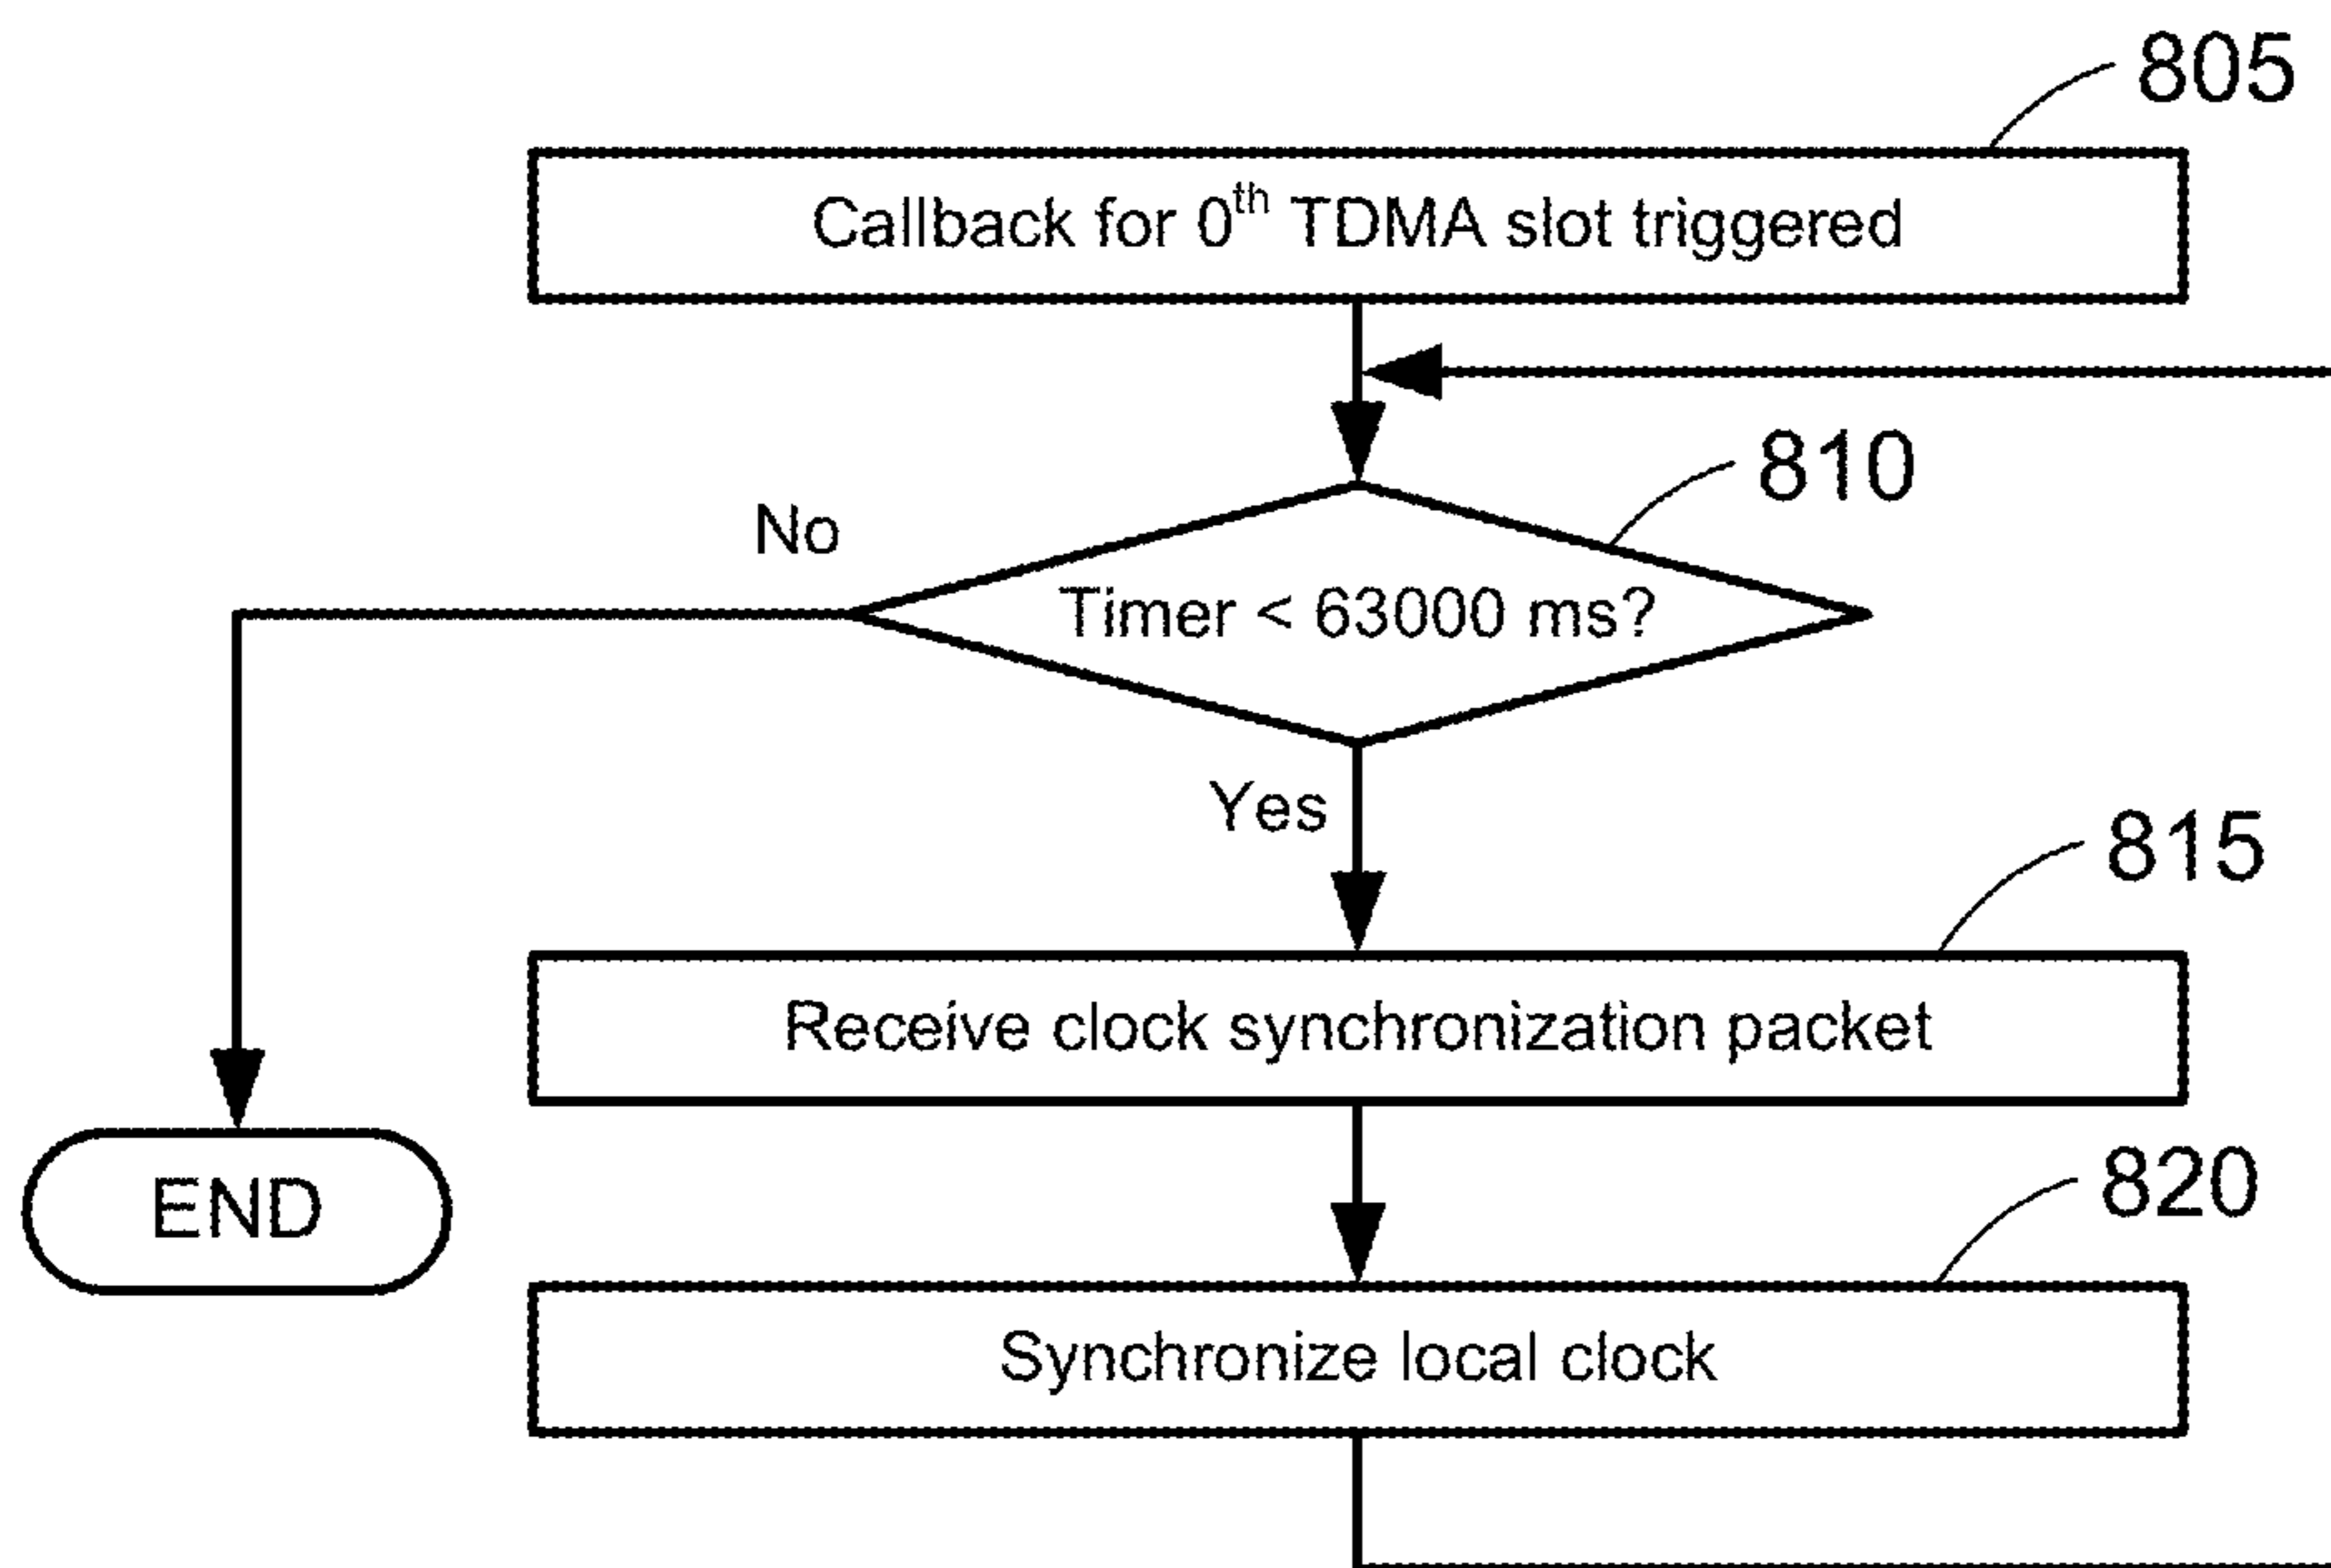 805
Callback for 0th TDMA slot triggered
810
No
Timer < 63000 ms?
Yes
815
Receive clock synchronization packet
820
END
Synchronize local clock